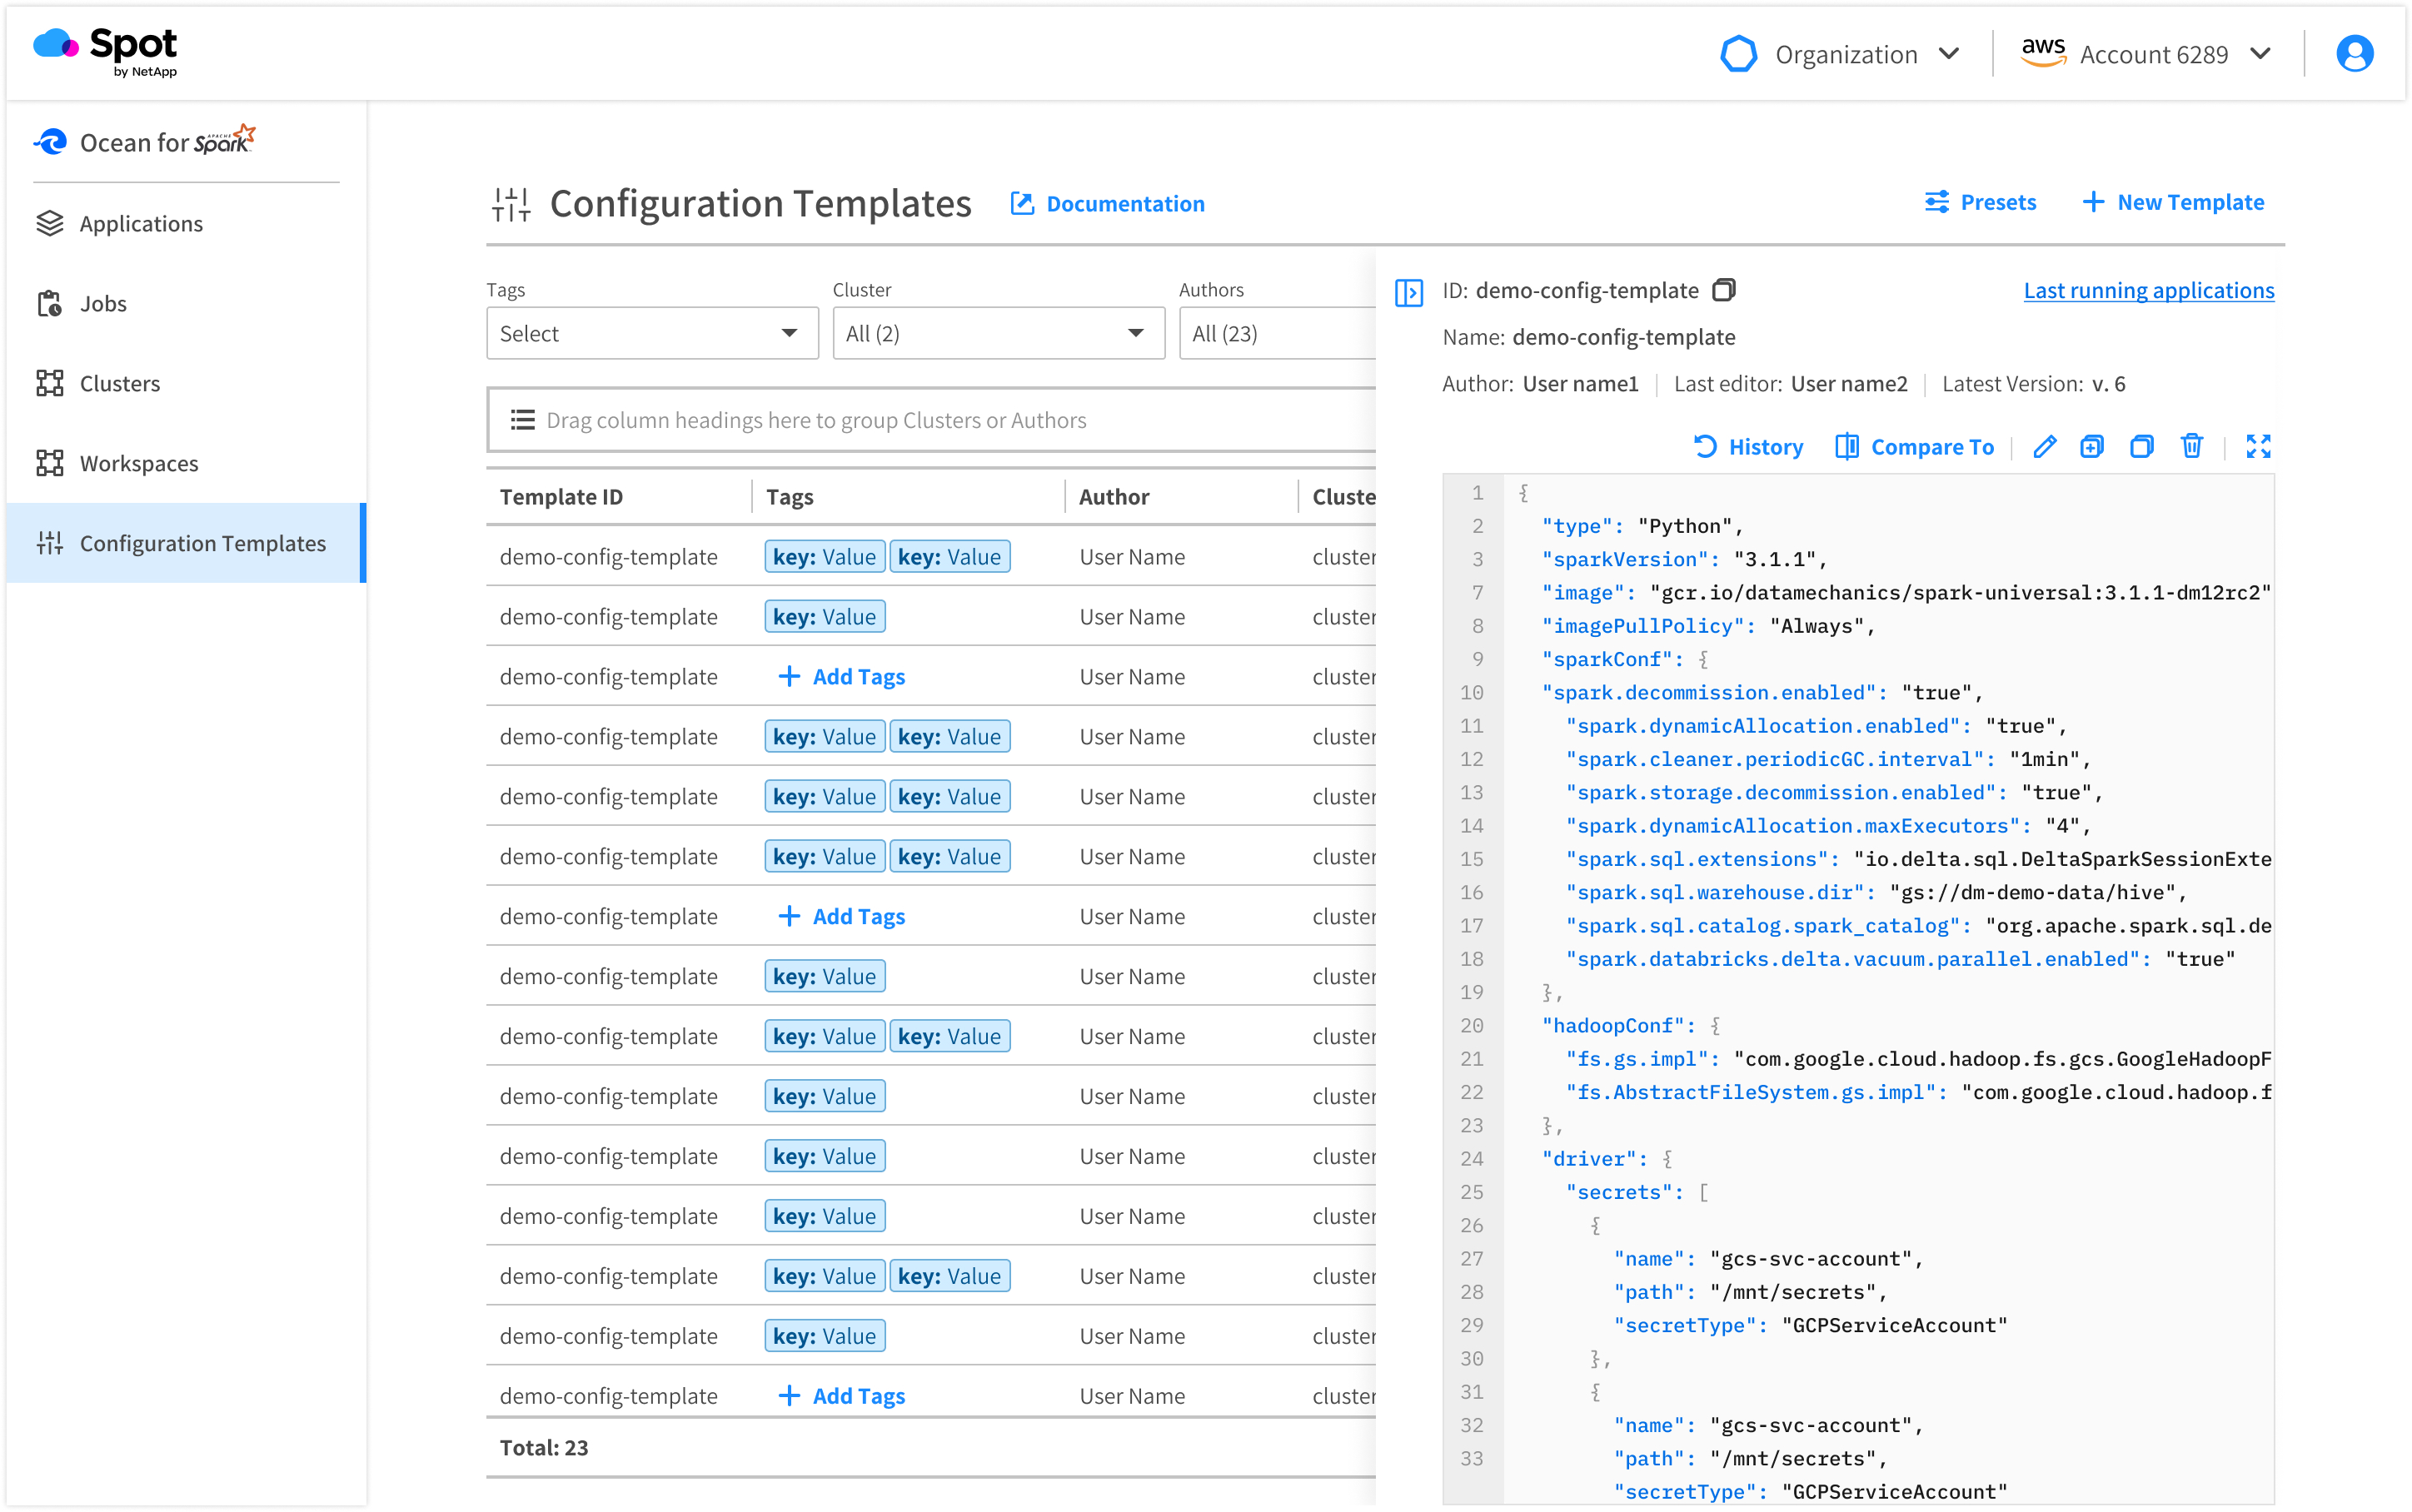 Spot
by NetApp
Organization
aws Account 6289
Ocean for APACHE Spark
Applications
Jobs
Clusters
Workspaces
Configuration Templates
Configuration Templates
Documentation
Presets
New Template
Tags
Cluster
Authors
Select
All (2)
All (23)
Drag column headings here to group Clusters or Authors
Template ID Tags Author Cluste
demo-config-template key: Value key: Value User Name cluster
demo-config-template key: Value User Name cluster
demo-config-template Add Tags User Name cluster
demo-config-template key: Value key: Value User Name cluster
demo-config-template key: Value key: Value User Name cluster
demo-config-template key: Value key: Value User Name cluster
demo-config-template Add Tags User Name cluster
demo-config-template key: Value User Name cluster
demo-config-template key: Value key: Value User Name cluster
demo-config-template key: Value User Name cluster
demo-config-template key: Value User Name cluster
demo-config-template key: Value User Name cluster
demo-config-template key: Value key: Value User Name cluster
demo-config-template key: Value User Name cluster
demo-config-template Add Tags User Name cluster
Total: 23
ID: demo-config-template
Last running applications
Name: demo-config-template
Author: User name1 Last editor: User name2 Latest Version: v. 6
History Compare To
1 {
2 "type": "Python",
3 "sparkVersion": "3.1.1",
7 "image": "gcr.io/datamechanics/spark-universal:3.1.1-dm12rc2"
8 "imagePullPolicy": "Always",
9 "sparkConf": {
10 "spark.decommission.enabled": "true",
11 "spark.dynamicAllocation.enabled": "true",
12 "spark.cleaner.periodicGC.interval": "1min",
13 "spark.storage.decommission.enabled": "true",
14 "spark.dynamicAllocation.maxExecutors": "4",
15 "spark.sql.extensions": "io.delta.sql.DeltaSparkSessionExte
16 "spark.sql.warehouse.dir": "gs://dm-demo-data/hive",
17 "spark.sql.catalog.spark_catalog": "org.apache.spark.sql.de
18 "spark.databricks.delta.vacuum.parallel.enabled": "true"
19 },
20 "hadoopConf": {
21 "fs.gs.impl": "com.google.cloud.hadoop.fs.gcs.GoogleHadoopF
22 "fs.AbstractFileSystem.gs.impl": "com.google.cloud.hadoop.f
23 },
24 "driver": {
25 "secrets": [
26 {
27 "name": "gcs-svc-account",
28 "path": "/mnt/secrets",
29 "secretType": "GCPServiceAccount"
30 },
31 {
32 "name": "gcs-svc-account",
33 "path": "/mnt/secrets",
"secretType": "GCPServiceAccount"